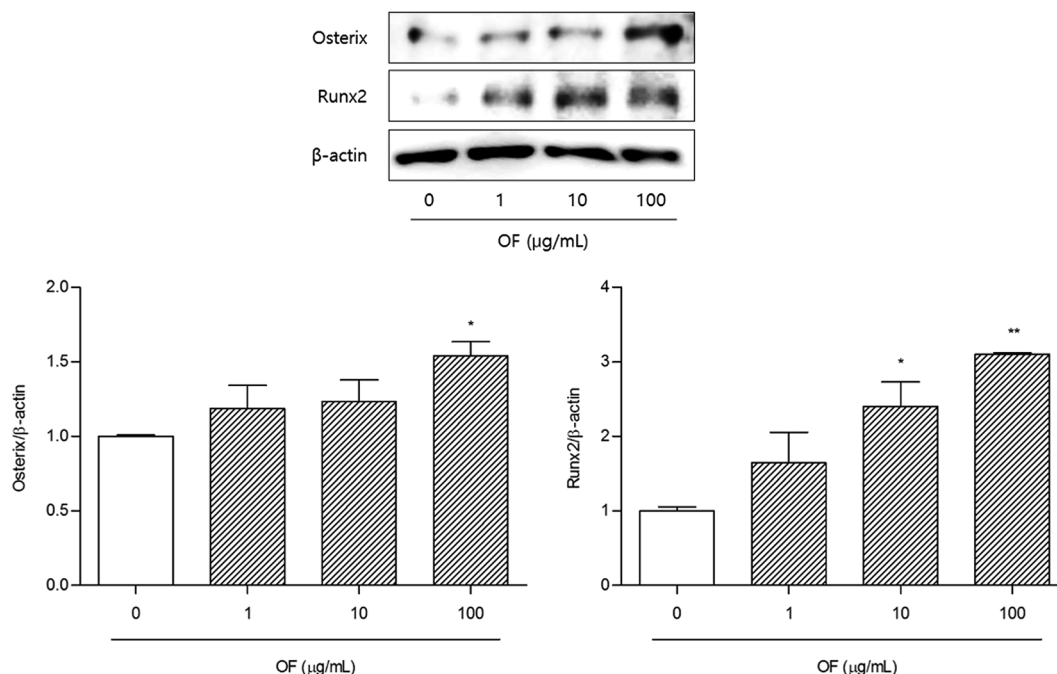 Osterix
Runx2
β-actin
0 1 10 100
OF (μg/mL)
Osterix/β-actin
2.0
1.5
1.0
0.5
0.0
*
0 1 10 100
OF (μg/mL)
Runx2/β-actin
4
3
2
1
0
*
**
0 1 10 100
OF (μg/mL)